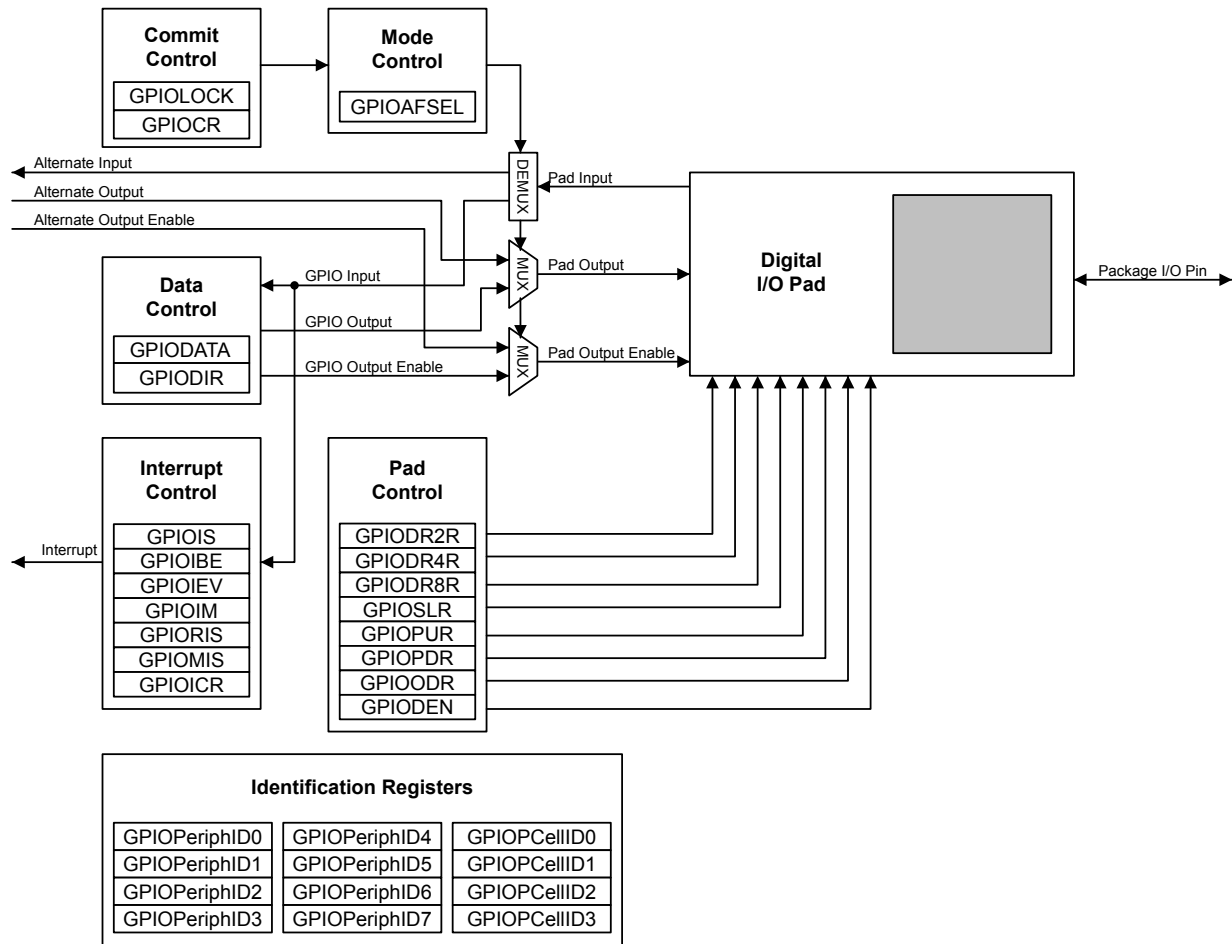 Commit
Control
GPIOLOCK
GPIOCR
Mode
Control
GPIOAFSEL
Alternate Input
Alternate Output
Alternate Output Enable
DEMUX
Pad Input
MUX
Pad Output
MUX
Pad Output Enable
Digital
I/O Pad
Package I/O Pin
Data
Control
GPIODATA
GPIODIR
GPIO Input
GPIO Output
GPIO Output Enable
Interrupt
Control
GPIOIS
GPIOIBE
GPIOIEV
GPIOIM
GPIORIS
GPIOMIS
GPIOICR
Interrupt
Pad
Control
GPIODR2R
GPIODR4R
GPIODR8R
GPIOSLR
GPIOPUR
GPIOPDR
GPIOODR
GPIODEN
Identification Registers
GPIOPeriphID0 GPIOPeriphID4 GPIOPCellID0
GPIOPeriphID1 GPIOPeriphID5 GPIOPCellID1
GPIOPeriphID2 GPIOPeriphID6 GPIOPCellID2
GPIOPeriphID3 GPIOPeriphID7 GPIOPCellID3